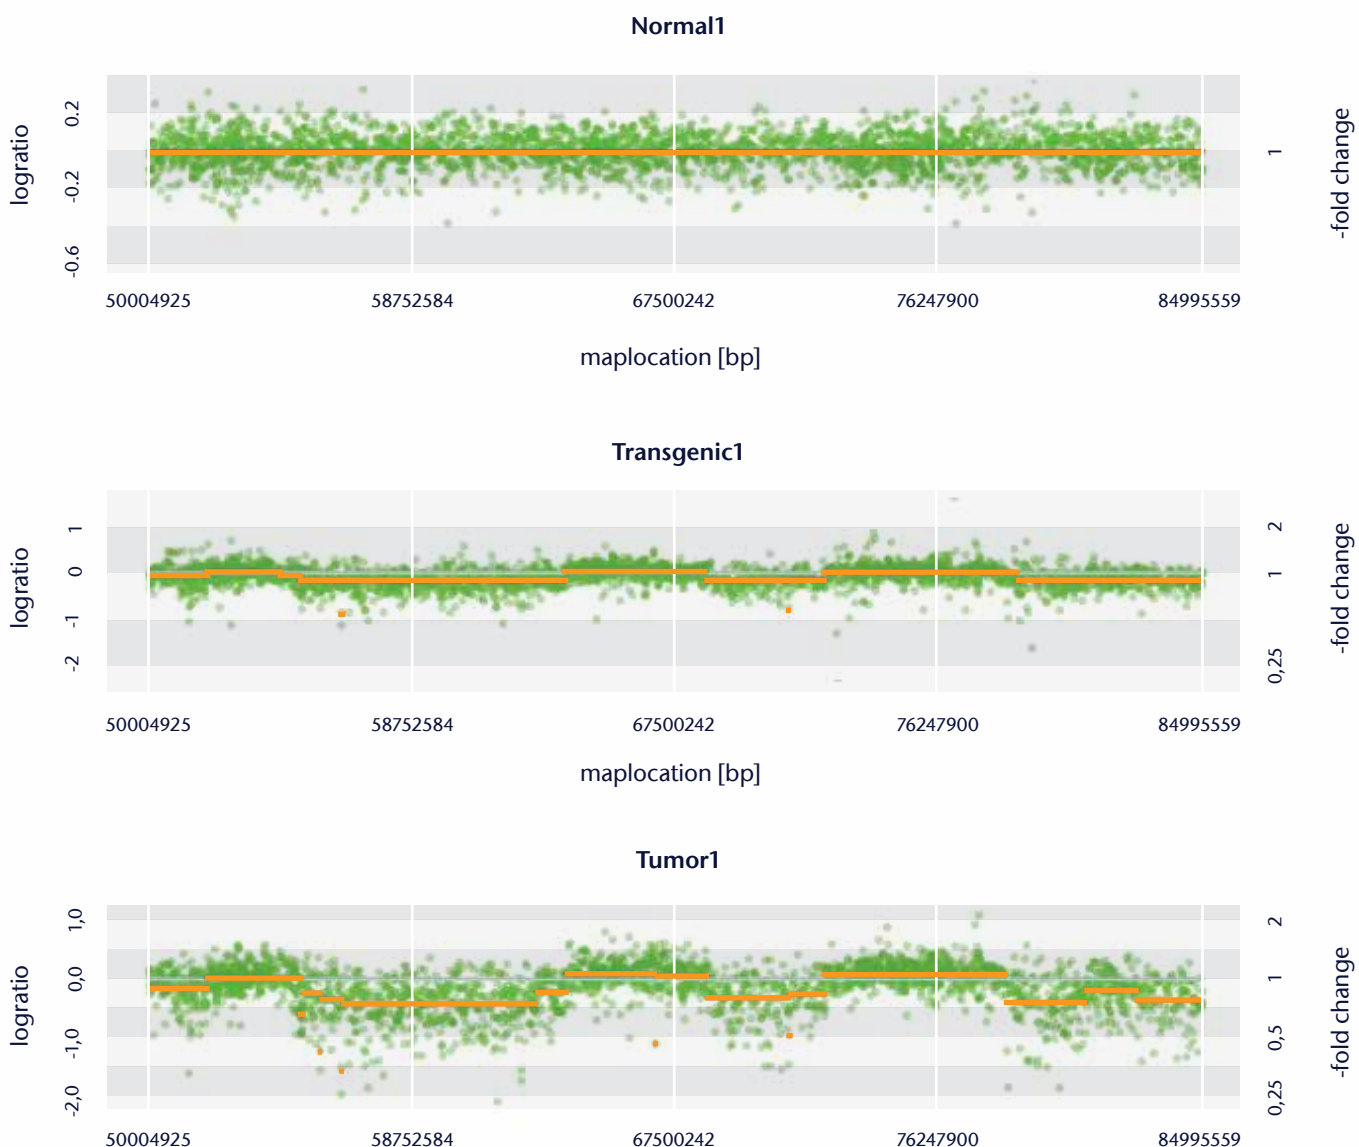 Normal1
logratio
0.2
-0.2
-0.6
1
-fold change
50004925 58752584 67500242 76247900 84995559
maplocation [bp]
Transgenic1
logratio
1
0
-1
-2
2
1
0,25
-fold change
50004925 58752584 67500242 76247900 84995559
maplocation [bp]
Tumor1
logratio
1,0
0,0
-1,0
-2,0
2
1
0,5
0,25
-fold change
50004925 58752584 67500242 76247900 84995559